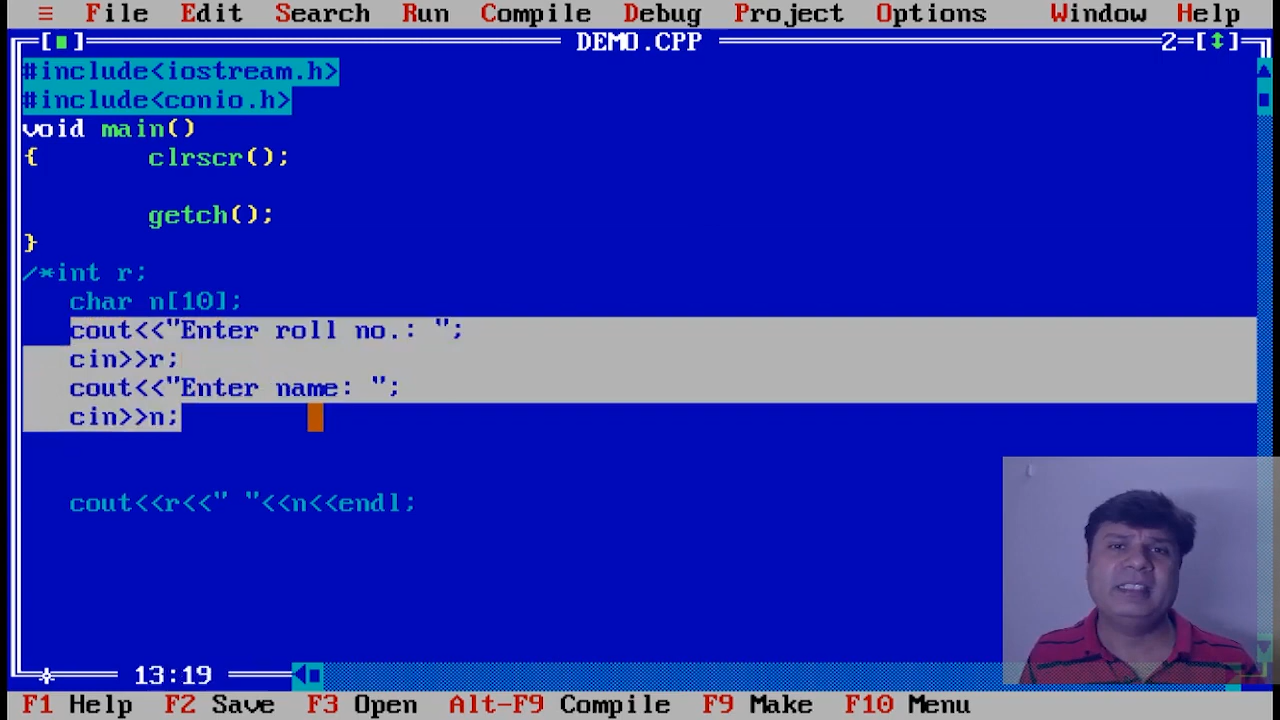 ≡ File Edit Search Run Compile Debug Project Options Window Help
[■] DEMO.CPP 2=[↕]
#include<iostream.h>
#include<conio.h>
void main()
{ clrscr();
getch();
}
/*int r;
char n[10];
cout<<"Enter roll no.: ";
cin>>r;
cout<<"Enter name: ";
cin>>n;
cout<<r<<" "<<n<<endl;
13:19
F1 Help F2 Save F3 Open Alt-F9 Compile F9 Make F10 Menu